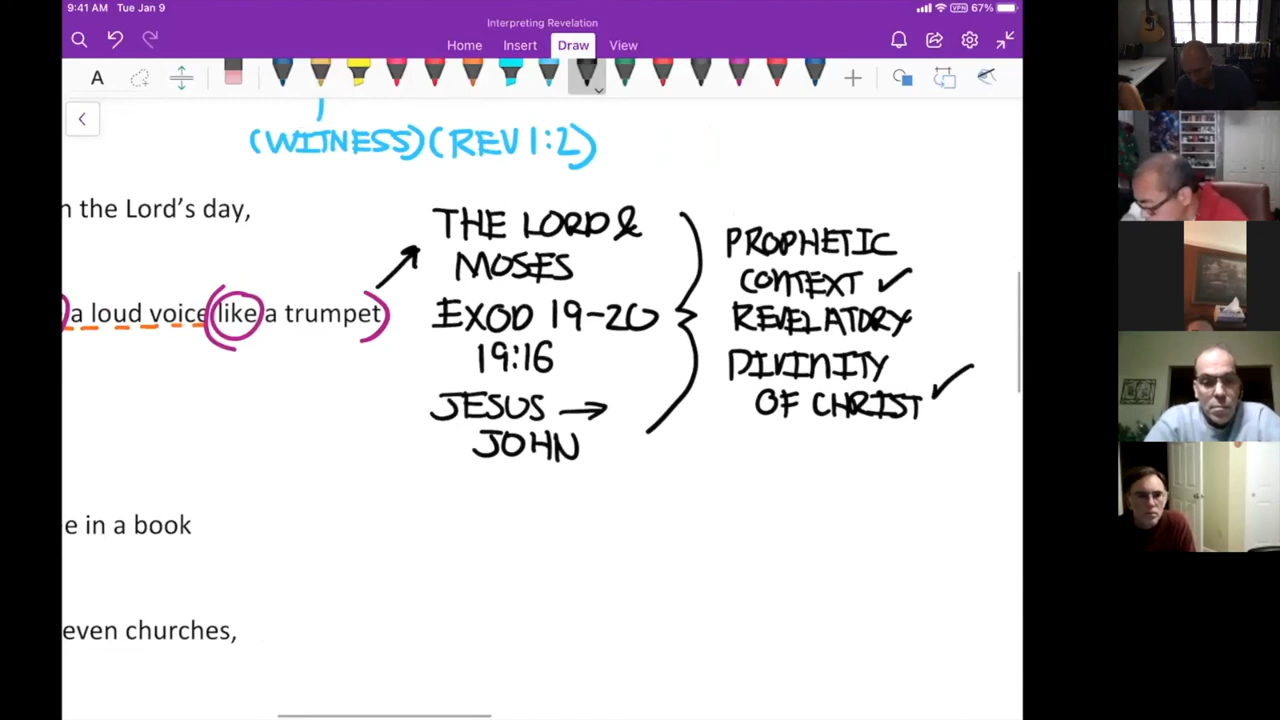 9:41 AM Tue Jan 9
VPN 67%
Interpreting Revelation
Home Insert Draw View
A
(WITNESS) (REV 1:2)
n the Lord's day,
THE LORD &
MOSES
EXOD 19-20
19:16
JESUS →
JOHN
PROPHETIC
CONTEXT ✓
REVELATORY
DIVINITY
OF CHRIST ✓
a loud voice (like a trumpet)
e in a book
even churches,